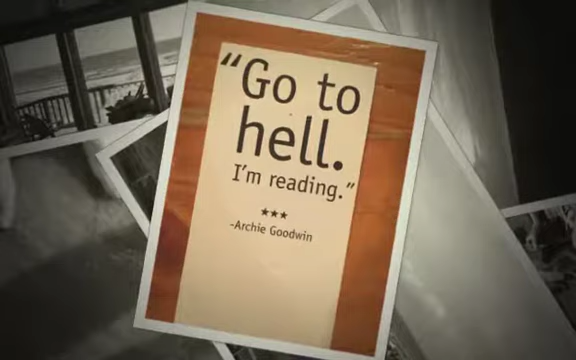 “Go to
hell.
I’m reading.”
★★★
-Archie Goodwin